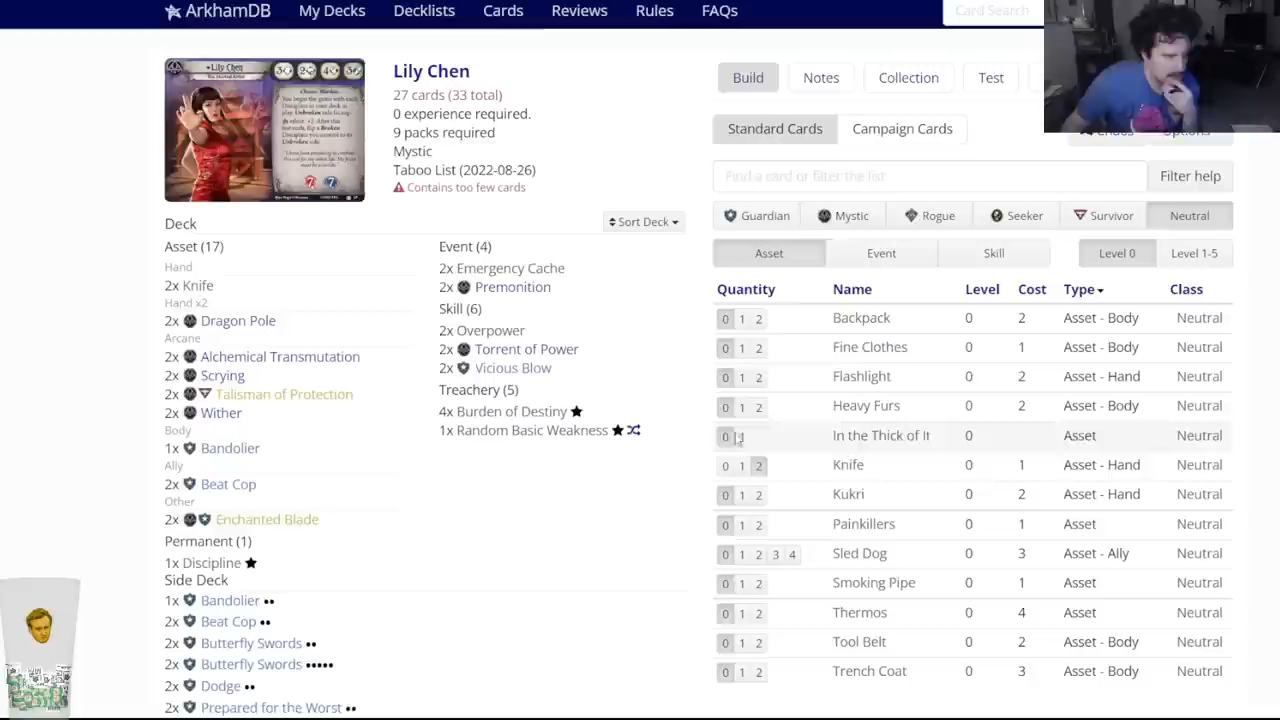 ArkhamDB My Decks Decklists Cards Reviews Rules FAQs Card Search
Lily Chen
Lily Chen
27 cards (33 total)
0 experience required.
9 packs required
Mystic
Taboo List (2022-08-26)
Contains too few cards
Build Notes Collection Test
Standard Cards Campaign Cards
Find a card or filter the list Filter help
Guardian Mystic Rogue Seeker Survivor Neutral
Asset Event Skill Level 0 Level 1-5
Deck
Sort Deck
Asset (17)
Hand
2x Knife
Hand x2
2x Dragon Pole
Arcane
2x Alchemical Transmutation
2x Scrying
2x Talisman of Protection
2x Wither
Body
1x Bandolier
Ally
2x Beat Cop
Other
2x Enchanted Blade
Permanent (1)
1x Discipline
Side Deck
1x Bandolier
2x Beat Cop
2x Butterfly Swords
2x Butterfly Swords
2x Dodge
2x Prepared for the Worst
Event (4)
2x Emergency Cache
2x Premonition
Skill (6)
2x Overpower
2x Torrent of Power
2x Vicious Blow
Treachery (5)
4x Burden of Destiny
1x Random Basic Weakness
Quantity Name Level Cost Type Class
0 1 2 Backpack 0 2 Asset - Body Neutral
0 1 2 Fine Clothes 0 1 Asset - Body Neutral
0 1 2 Flashlight 0 2 Asset - Hand Neutral
0 1 2 Heavy Furs 0 2 Asset - Body Neutral
0 1 In the Thick of It 0 Asset Neutral
0 1 2 Knife 0 1 Asset - Hand Neutral
0 1 2 Kukri 0 2 Asset - Hand Neutral
0 1 2 Painkillers 0 1 Asset Neutral
0 1 2 3 4 Sled Dog 0 3 Asset - Ally Neutral
0 1 2 Smoking Pipe 0 1 Asset Neutral
0 1 2 Thermos 0 4 Asset Neutral
0 1 2 Tool Belt 0 2 Asset - Body Neutral
0 1 2 Trench Coat 0 3 Asset - Body Neutral